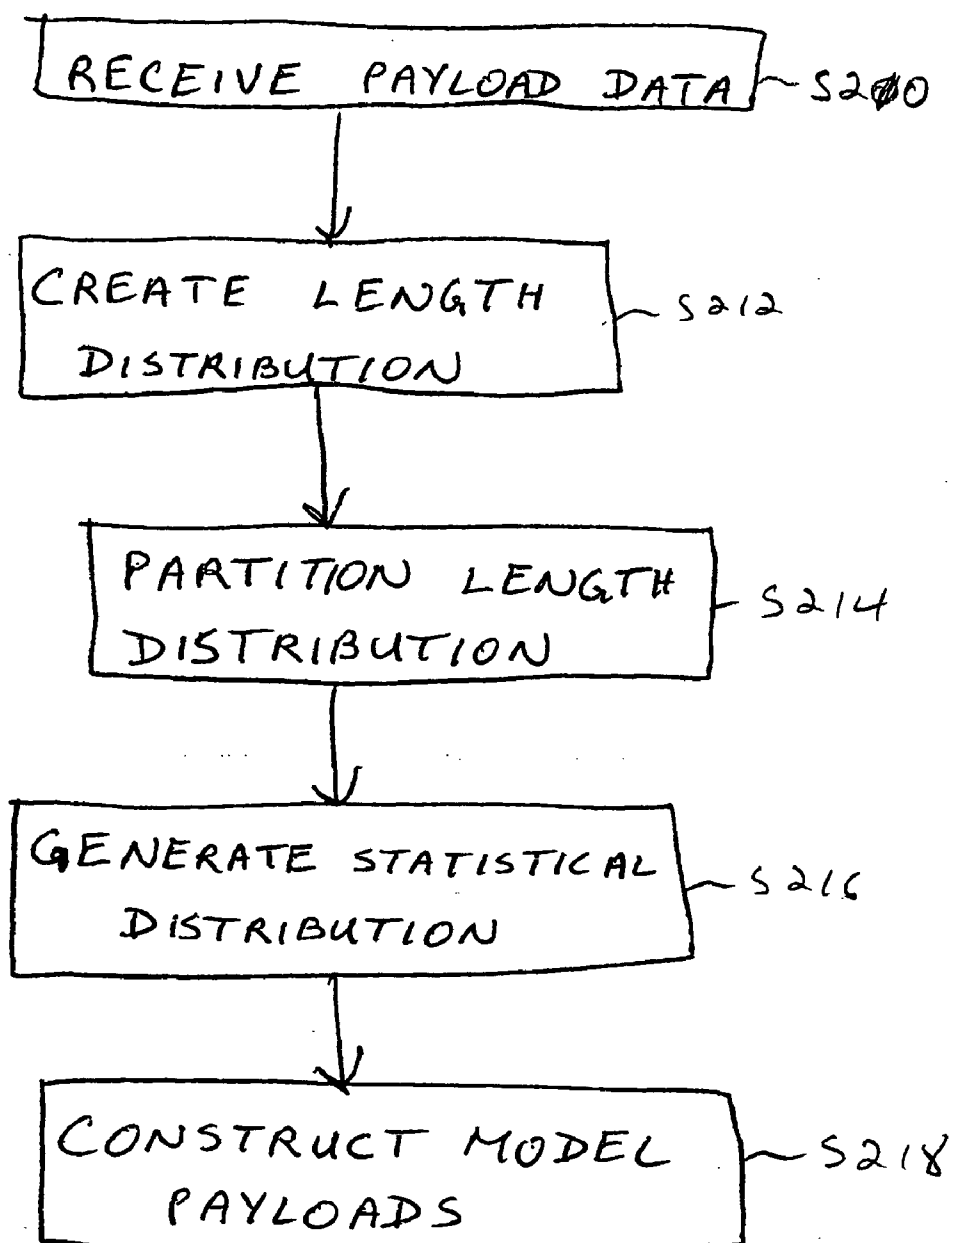 RECEIVE PAYLOAD DATA S200
CREATE LENGTH S212
DISTRIBUTION
PARTITION LENGTH S214
DISTRIBUTION
GENERATE STATISTICAL S216
DISTRIBUTION
CONSTRUCT MODEL S218
PAYLOADS